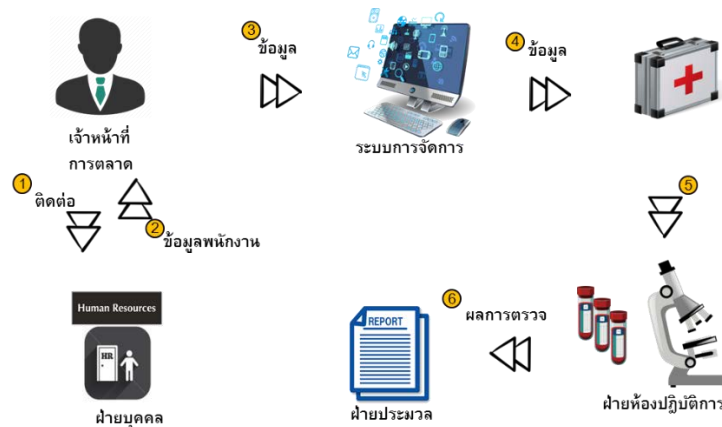 3
ข้อมูล
4
ข้อมูล
เจ้าหน้าที่
การตลาด
ระบบการจัดการ
1
ติดต่อ
2
ข้อมูลพนักงาน
5
Human Resources
HR
ฝ่ายบุคคล
6
ผลการตรวจ
REPORT
ฝ่ายประมวล
ฝ่ายห้องปฎิบัติการ